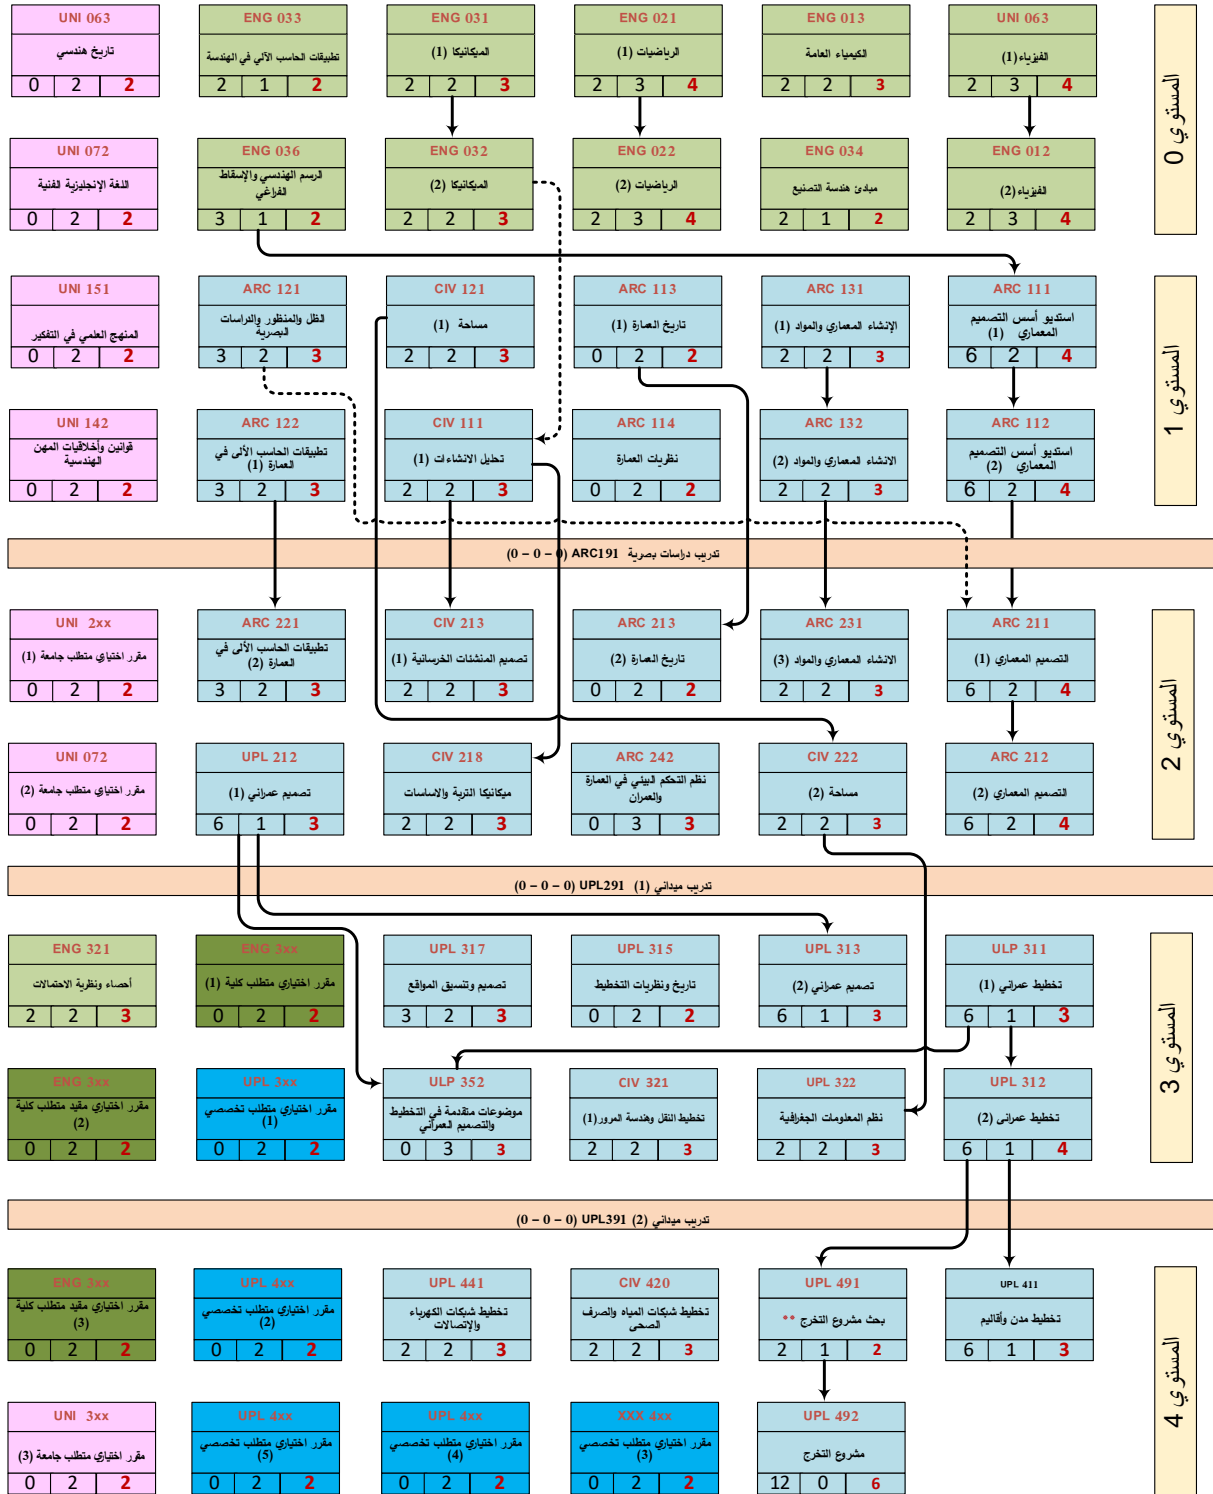 UNI 063
تاريخ هندسي
0 2 2
ENG 033
تطبيقات الحاسب الآلي في الهندسة
2 1 2
ENG 031
الميكانيكا (1)
2 2 3
ENG 021
الرياضيات (1)
2 3 4
ENG 013
الكيمياء العامة
2 2 3
UNI 063
الفيزياء(1)
2 3 4
المستوي 0
UNI 072
اللغة الإنجليزية الفنية
0 2 2
ENG 036
الرسم الهندسي والإسقاط
الفراغي
3 1 2
ENG 032
الميكانيكا (2)
2 2 3
ENG 022
الرياضيات (2)
2 3 4
ENG 034
مبادئ هندسة التصنيع
2 1 2
ENG 012
الفيزياء(2)
2 3 4
UNI 151
المنهج العلمي في التفكير
0 2 2
ARC 121
الظل والمنظور والدراسات
البصرية
3 2 3
CIV 121
مساحة (1)
2 2 3
ARC 113
تاريخ العمارة (1)
0 2 2
ARC 131
الإنشاء المعماري والمواد (1)
2 2 3
ARC 111
استديو أسس التصميم
المعماري (1)
6 2 4
المستوي 1
UNI 142
قوانين وأخلاقيات المهن
الهندسية
0 2 2
ARC 122
تطبيقات الحاسب الألى في
العمارة (1)
3 2 3
CIV 111
تحليل الانشاءات (1)
2 2 3
ARC 114
نظريات العمارة
0 2 2
ARC 132
الانشاء المعماري والمواد (2)
2 2 3
ARC 112
استديو أسس التصميم
المعماري (2)
6 2 4
تدريب دراسات بصرية ARC191 (0 – 0 – 0)
UNI 2xx
مقرر اختياري متطلب جامعة (1)
0 2 2
ARC 221
تطبيقات الحاسب الألى في
العمارة (2)
3 2 3
CIV 213
تصميم المنشئات الخرسانية (1)
2 2 3
ARC 213
تاريخ العمارة (2)
0 2 2
ARC 231
الانشاء المعماري والمواد (3)
2 2 3
ARC 211
التصميم المعماري (1)
6 2 4
المستوي 2
UNI 072
مقرر اختياري متطلب جامعة (2)
0 2 2
UPL 212
تصميم عمراني (1)
6 1 3
CIV 218
ميكانيكا التربة والاساسات
2 2 3
ARC 242
نظم التحكم البيئي في العمارة
والعمران
0 3 3
CIV 222
مساحة (2)
2 2 3
ARC 212
التصميم المعماري (2)
6 2 4
تدريب ميداني (1) UPL291 (0 – 0 – 0)
ENG 321
أحصاء ونظرية الاحتمالات
2 2 3
ENG 3xx
مقرر اختياري متطلب كلية (1)
0 2 2
UPL 317
تصميم وتنسيق المواقع
3 2 3
UPL 315
تاريخ ونظريات التخطيط
0 2 2
UPL 313
تصميم عمراني (2)
6 1 3
ULP 311
تخطيط عمراني (1)
6 1 3
المستوي 3
ENG 3xx
مقرر اختياري مقيد متطلب كلية
(2)
0 2 2
UPL 3xx
مقرر اختياري متطلب تخصصي
(1)
0 2 2
ULP 352
موضوعات متقدمة في التخطيط
والتصميم العمراني
0 3 3
CIV 321
تخطيط النقل وهندسة المرور(1)
2 2 3
UPL 322
نظم المعلومات الجغرافية
2 2 3
UPL 312
تخطيط عمرانى (2)
6 1 4
تدريب ميداني (2) UPL391 (0 – 0 – 0)
ENG 3xx
مقرر اختياري مقيد متطلب كلية
(3)
0 2 2
UPL 4xx
مقرر اختياري متطلب تخصصي
(2)
0 2 2
UPL 441
تخطيط شبكات الكهرباء
والإتصالات
2 2 3
CIV 420
تخطيط شبكات المياه والصرف
الصحى
2 2 3
UPL 491
بحث مشروع التخرج **
2 1 2
UPL 411
تخطيط مدن وأقاليم
6 1 3
المستوي 4
UNI 3xx
مقرر اختياري متطلب جامعة (3)
0 2 2
UPL 4xx
مقرر اختياري متطلب تخصصي
(5)
0 2 2
UPL 4xx
مقرر اختياري متطلب تخصصي
(4)
0 2 2
XXX 4xx
مقرر اختياري متطلب تخصصي
(3)
0 2 2
UPL 492
مشروع التخرج
12 0 6